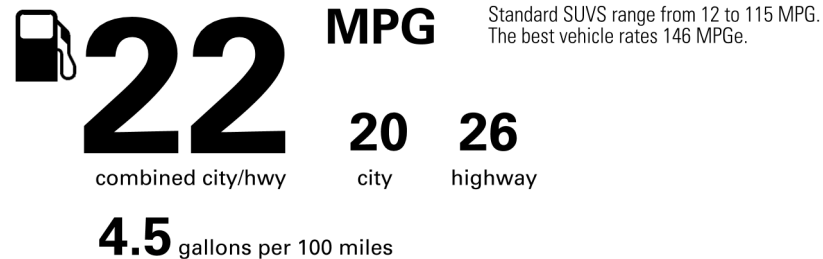 MPG
Standard SUVS range from 12 to 115 MPG.
The best vehicle rates 146 MPGe.
22
20 26
combined city/hwy city highway
4.5 gallons per 100 miles